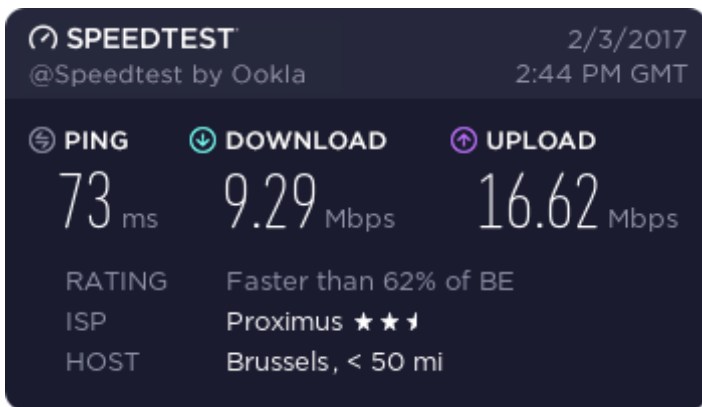 SPEEDTEST 2/3/2017
@Speedtest by Ookla 2:44 PM GMT
PING DOWNLOAD UPLOAD
73 ms 9.29 Mbps 16.62 Mbps
RATING Faster than 62% of BE
ISP Proximus ★★
HOST Brussels, < 50 mi